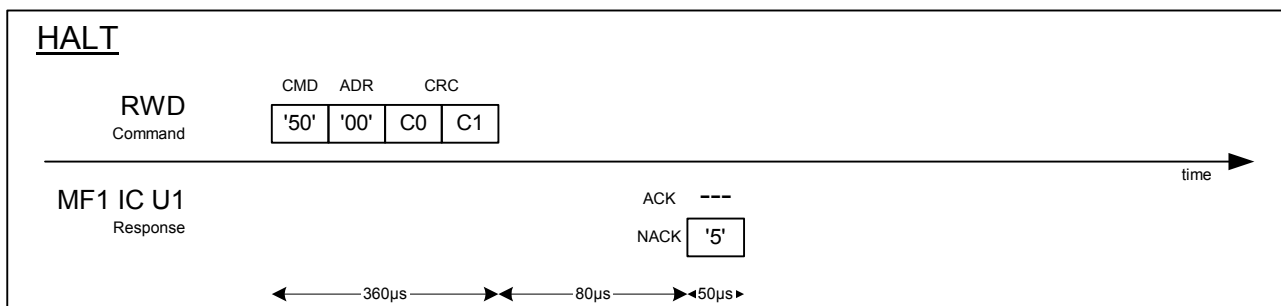 HALT
CMD ADR CRC
RWD
Command
'50' '00' C0 C1
time
MF1 IC U1
Response
ACK ---
NACK '5'
360µs 80µs 50µs